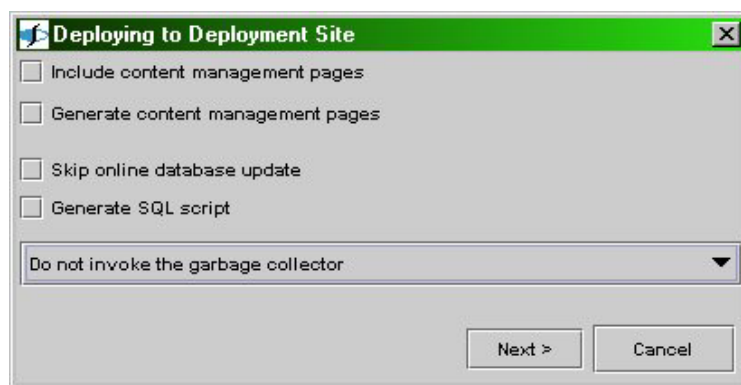 Deploying to Deployment Site
Include content management pages
Generate content management pages
Skip online database update
Generate SQL script
Do not invoke the garbage collector
Next > Cancel